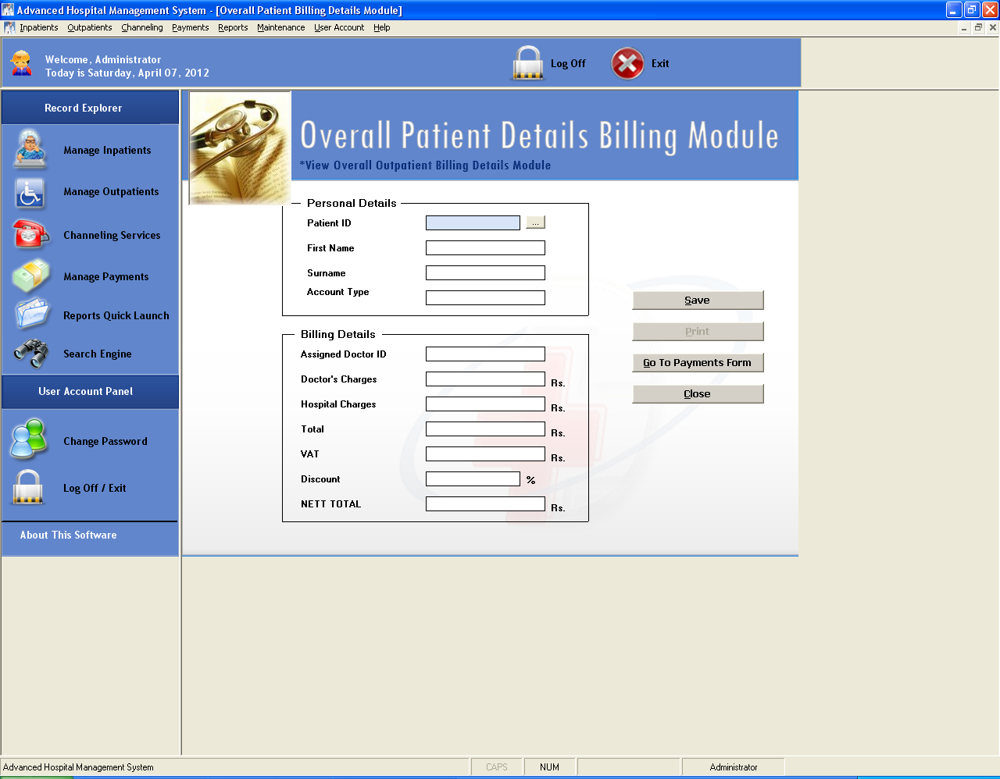 Advanced Hospital Management System - [Overall Patient Billing Details Module]
Inpatients Outpatients Channeling Payments Reports Maintenance User Account Help
Welcome, Administrator
Today is Saturday, April 07, 2012
Log Off
Exit
Record Explorer
Manage Inpatients
Manage Outpatients
Channeling Services
Manage Payments
Reports Quick Launch
Search Engine
User Account Panel
Change Password
Log Off / Exit
About This Software
Overall Patient Details Billing Module
*View Overall Outpatient Billing Details Module
Personal Details
Patient ID ...
First Name
Surname
Account Type
Billing Details
Assigned Doctor ID
Doctor's Charges Rs.
Hospital Charges Rs.
Total Rs.
VAT Rs.
Discount %
NETT TOTAL Rs.
Save
Print
Go To Payments Form
Close
Advanced Hospital Management System CAPS NUM Administrator